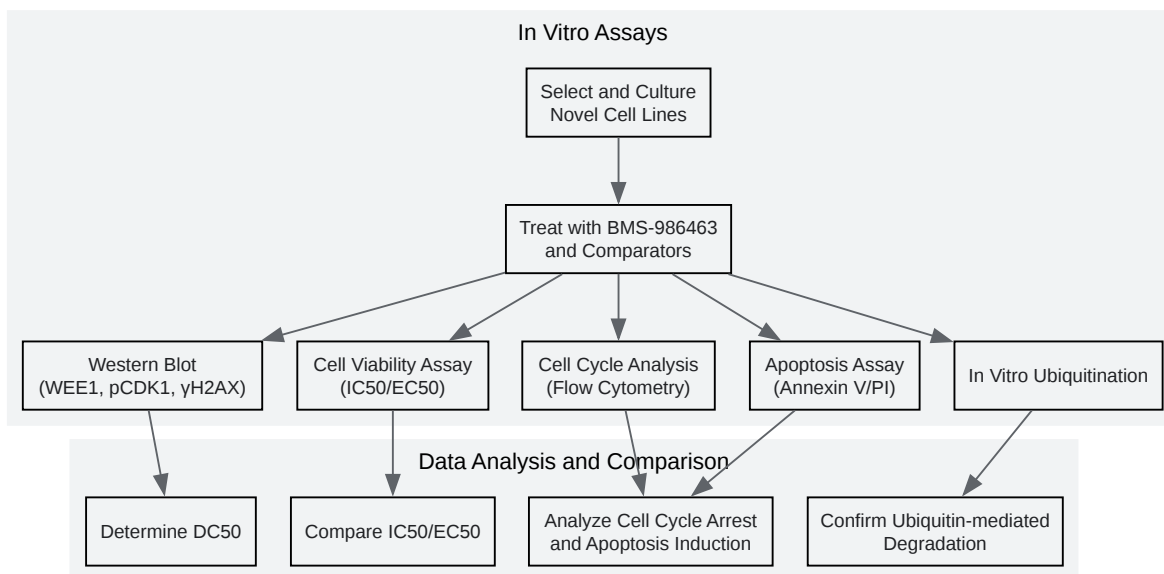 In Vitro Assays
Select and Culture
Novel Cell Lines
Treat with BMS-986463
and Comparators
Western Blot
(WEE1, pCDK1, γH2AX)
Cell Viability Assay
(IC50/EC50)
Cell Cycle Analysis
(Flow Cytometry)
Apoptosis Assay
(Annexin V/PI)
In Vitro Ubiquitination
Data Analysis and Comparison
Determine DC50
Compare IC50/EC50
Analyze Cell Cycle Arrest
and Apoptosis Induction
Confirm Ubiquitin-mediated
Degradation